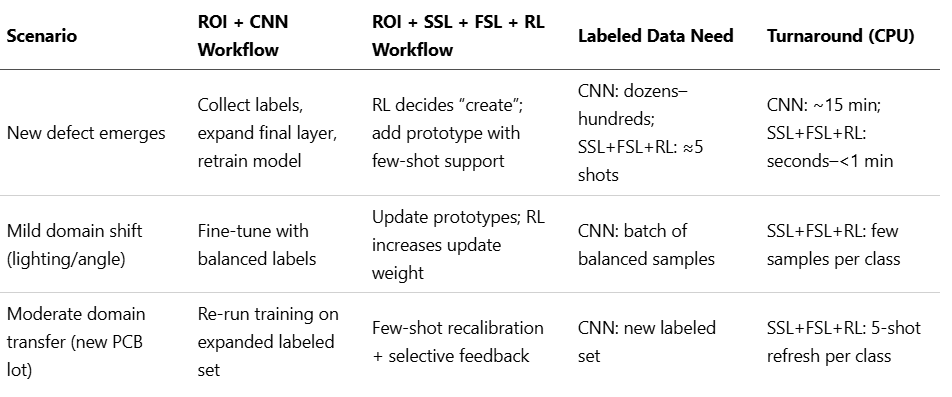 Scenario
ROI + CNN
Workflow
ROI + SSL + FSL + RL
Workflow
Labeled Data Need
Turnaround (CPU)
New defect emerges
Collect labels,
expand final layer,
retrain model
RL decides “create”;
add prototype with
few-shot support
CNN: dozens–
hundreds;
SSL+FSL+RL: ≈5
shots
CNN: ~15 min;
SSL+FSL+RL:
seconds–<1 min
Mild domain shift
(lighting/angle)
Fine-tune with
balanced labels
Update prototypes; RL
increases update
weight
CNN: batch of
balanced samples
SSL+FSL+RL: few
samples per class
Moderate domain
transfer (new PCB
lot)
Re-run training on
expanded labeled
set
Few-shot recalibration
+ selective feedback
CNN: new labeled
set
SSL+FSL+RL: 5-shot
refresh per class